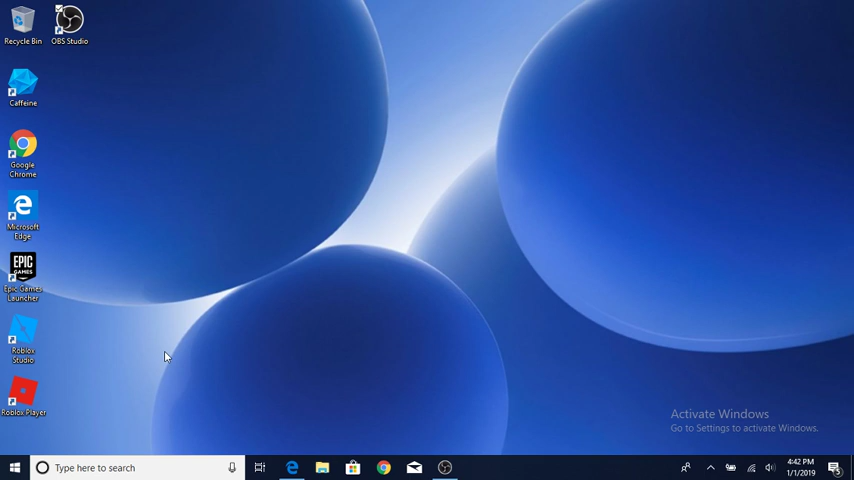 Recycle Bin
OBS Studio
Caffeine
Google
Chrome
Microsoft
Edge
EPIC
GAMES
Epic Games
Launcher
Roblox
Studio
Roblox Player
Activate Windows
Go to Settings to activate Windows.
Type here to search
4:42 PM
1/1/2019